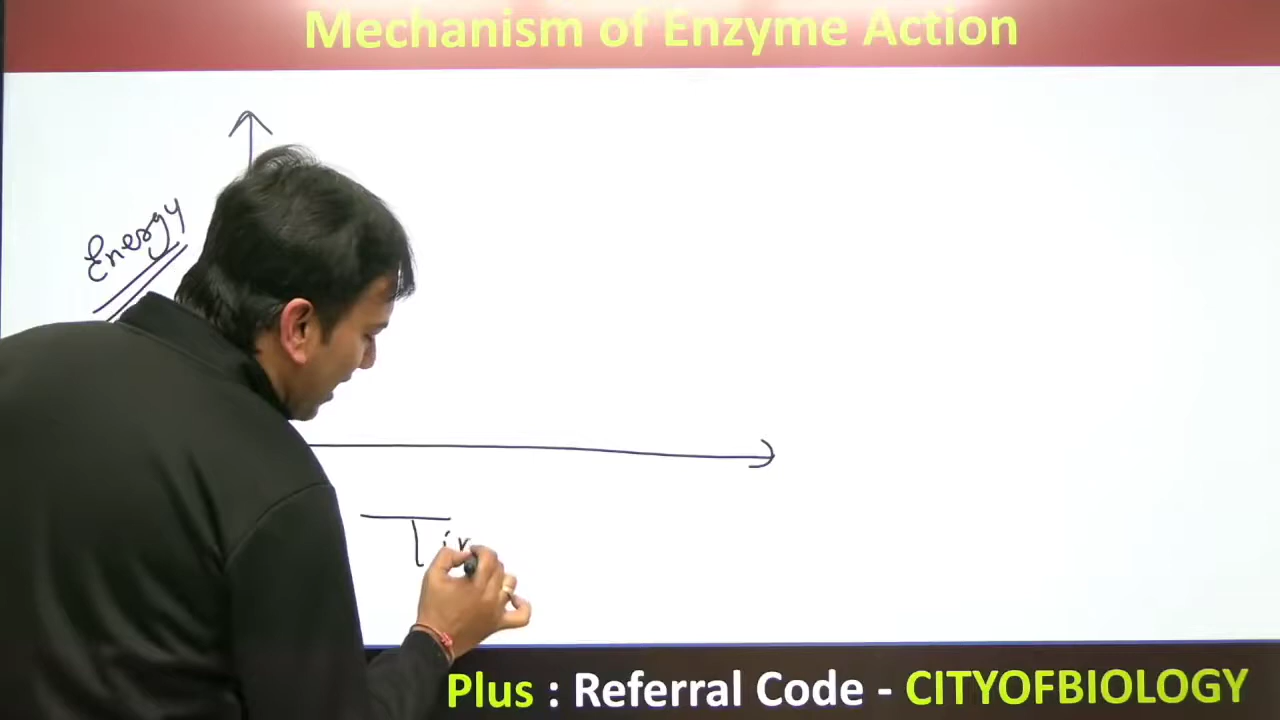 Mechanism of Enzyme Action
Energy
Plus : Referral Code - CITYOFBIOLOGY